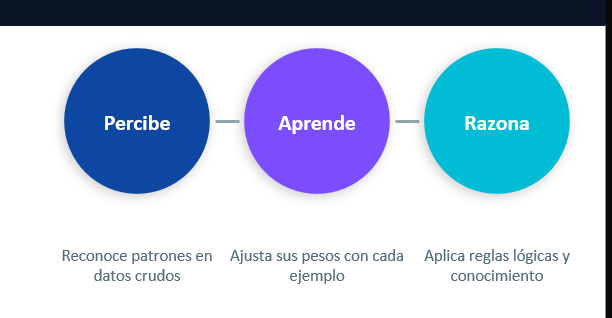 Percibe
Aprende
Razona
Reconoce patrones en
datos crudos
Ajusta sus pesos con cada
ejemplo
Aplica reglas lógicas y
conocimiento